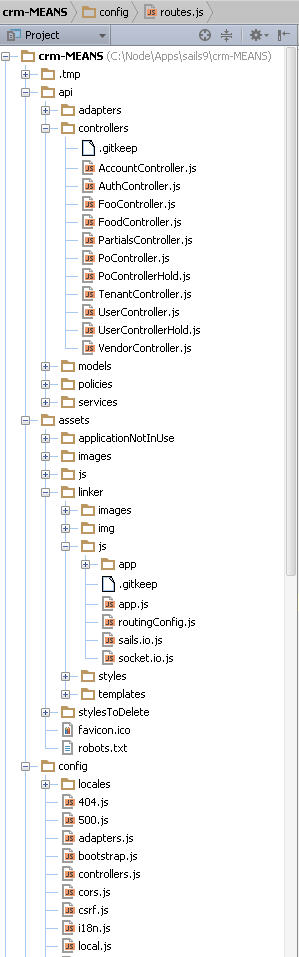 crm-MEANS config routes.js
Project
crm-MEANS (C:\Node\Apps\sails9\crm-MEANS)
.tmp
api
adapters
controllers
.gitkeep
AccountController.js
AuthController.js
FooController.js
FoodController.js
PartialsController.js
PoController.js
PoControllerHold.js
TenantController.js
UserController.js
UserControllerHold.js
VendorController.js
models
policies
services
assets
applicationNotInUse
images
js
linker
images
img
js
app
.gitkeep
app.js
routingConfig.js
sails.io.js
socket.io.js
styles
templates
stylesToDelete
favicon.ico
robots.txt
config
locales
404.js
500.js
adapters.js
bootstrap.js
controllers.js
cors.js
csrf.js
i18n.js
local.js